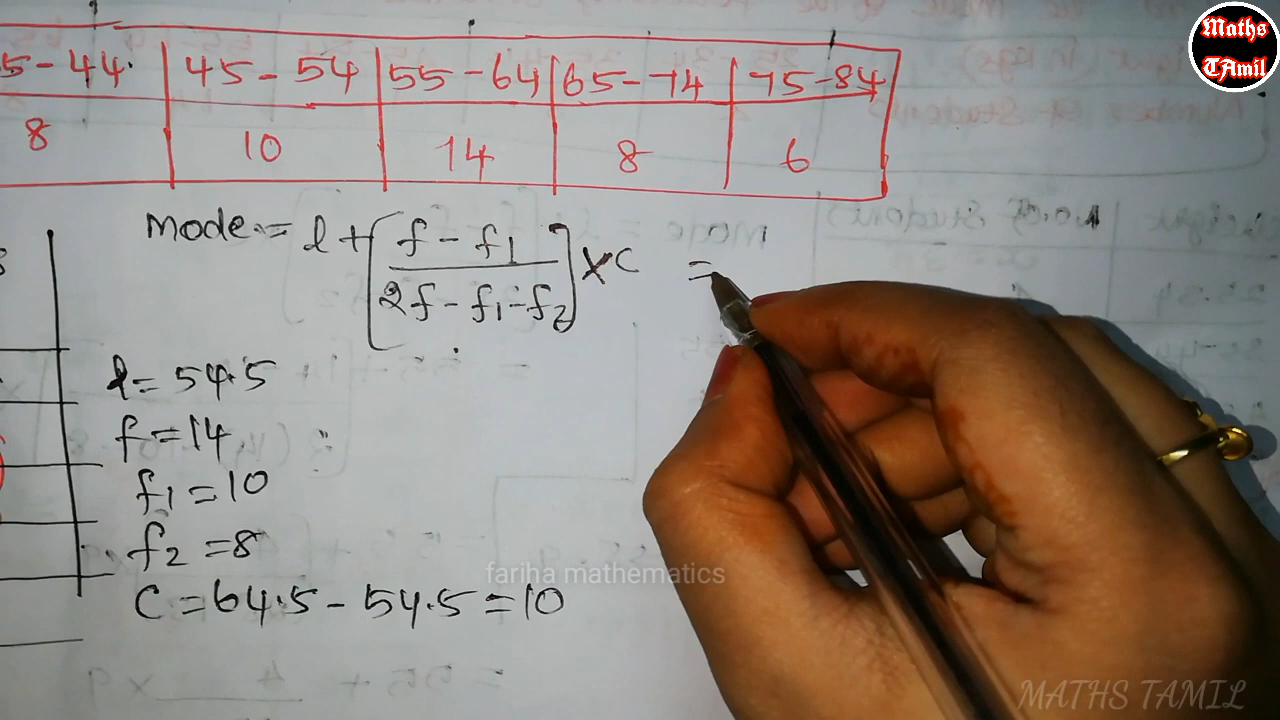 Maths
TAmil
5-44 45-54 55-64 65-74 75-84
8 10 14 8 6
Mode = l + [f - f1 / 2f - f1 - f2] × c =
l = 54.5
f = 14
f1 = 10
f2 = 8
C = 64.5 - 54.5 = 10
fariha mathematics
MATHS TAMIL